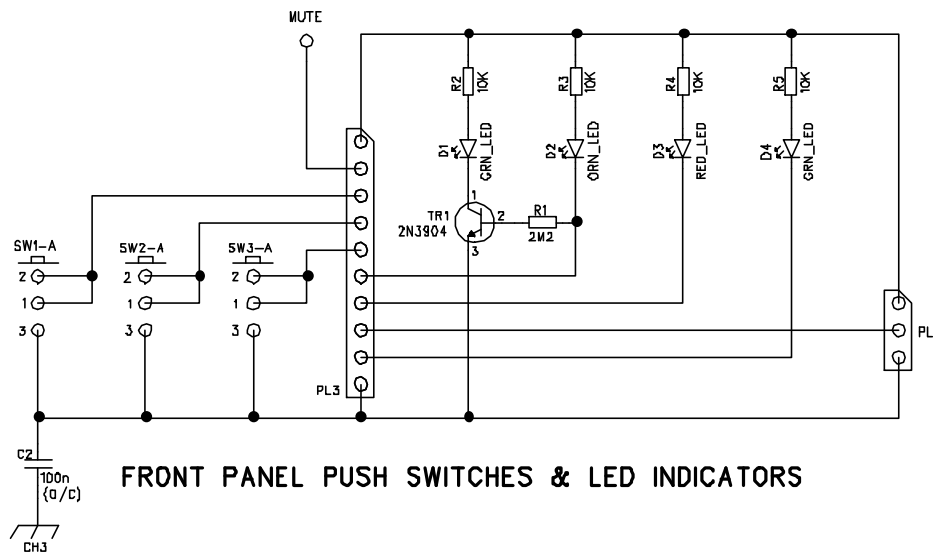 MUTE
R2
10K
R3
10K
R4
10K
R5
10K
D1
GRN_LED
D2
ORN_LED
D3
RED_LED
D4
GRN_LED
TR1
2N3904
1
2
3
R1
2M2
SW1-A
2
1
3
SW2-A
2
1
3
SW3-A
2
1
3
PL3
PL
C2
100n
(a/c)
CH3
FRONT PANEL PUSH SWITCHES & LED INDICATORS